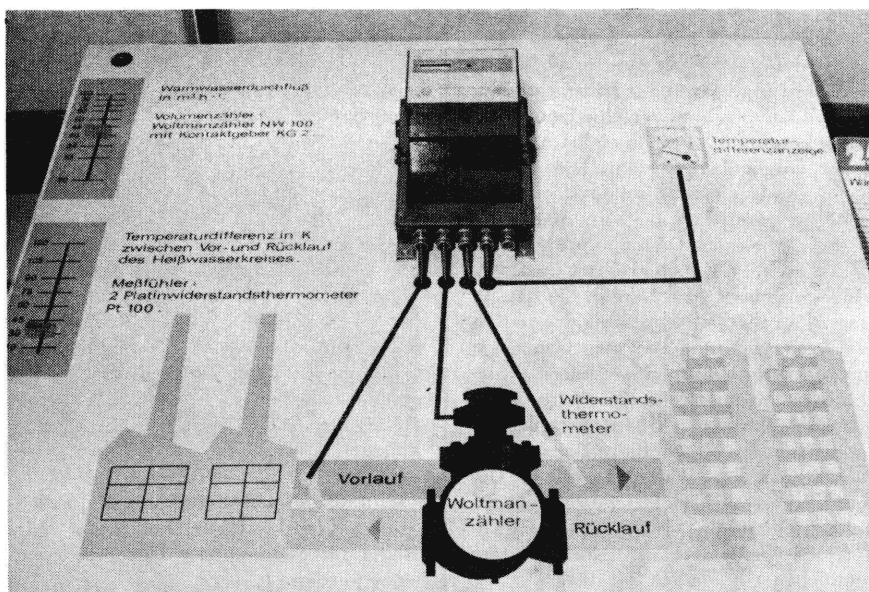 Warmwasserdurchfluß
in m³h⁻¹.
Volumenzähler:
Woltmanzähler NW 100
mit Kontaktgeber KG 2.
Temperatur-
differenzanzeige
Temperaturdifferenz in K
zwischen Vor- und Rücklauf
des Heißwasserkreises.
Meßfühler:
2 Platinwiderstandsthermometer
Pt 100.
Widerstands-
thermo-
meter
Vorlauf
Woltman-
zähler
Rücklauf